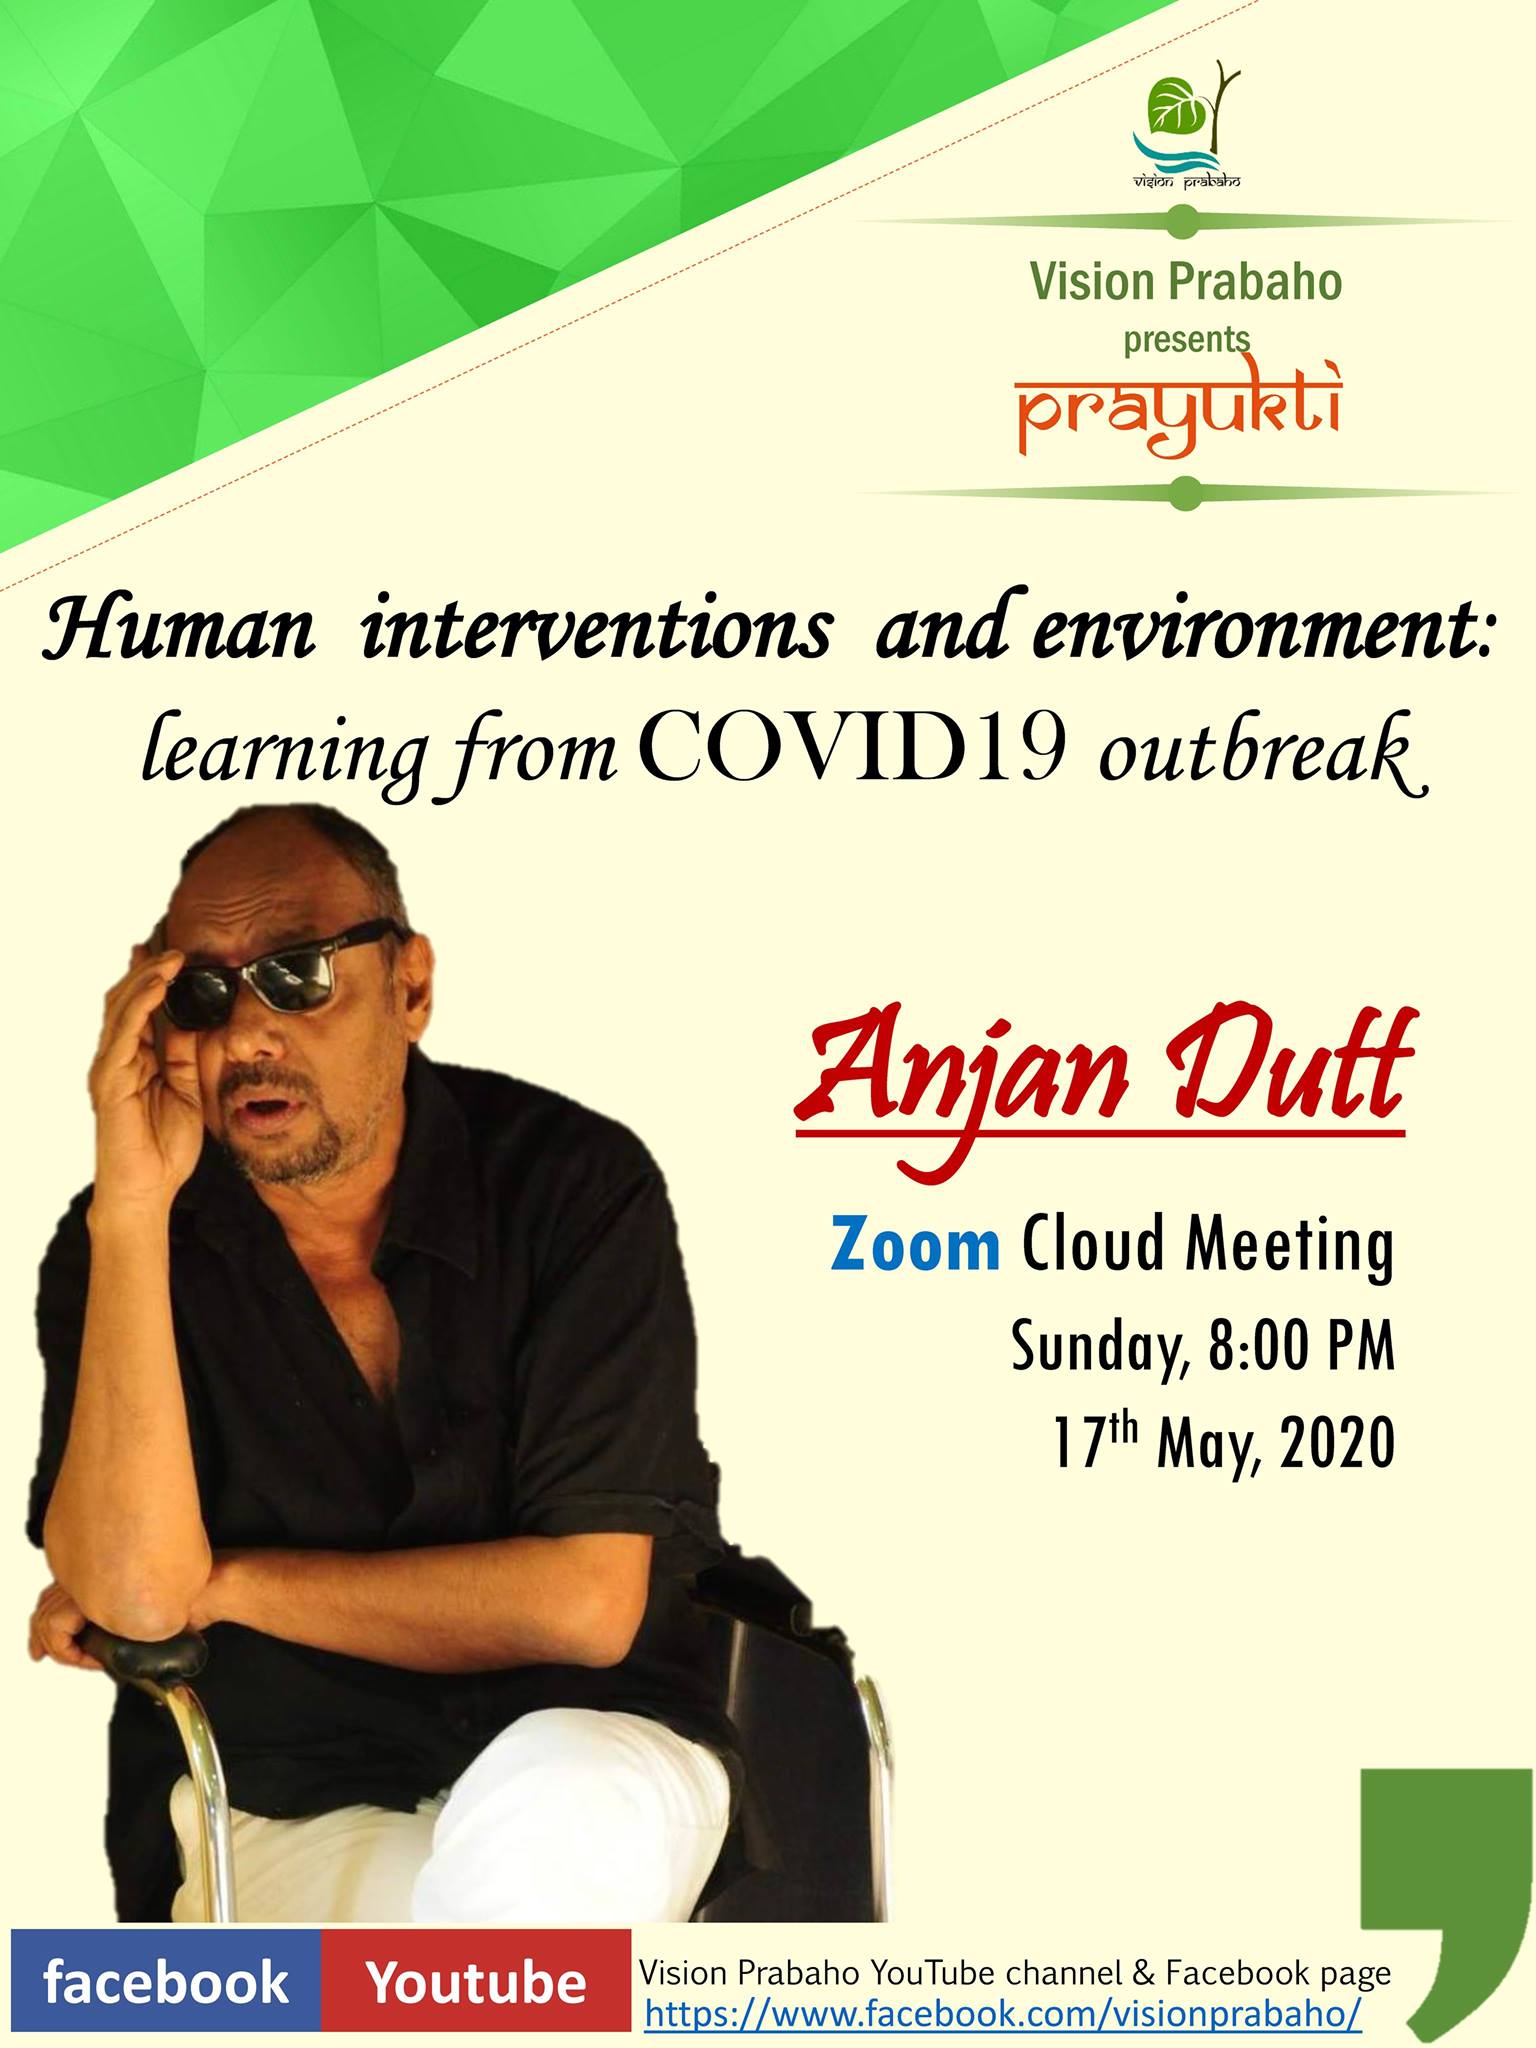 vision prabaho
Vision Prabaho
presents
prayukti
Human interventions and environment:
learning from COVID19 outbreak
Anjan Dutt
Zoom Cloud Meeting
Sunday, 8:00 PM
17th May, 2020
facebook Youtube
Vision Prabaho YouTube channel & Facebook page
https://www.facebook.com/visionprabaho/